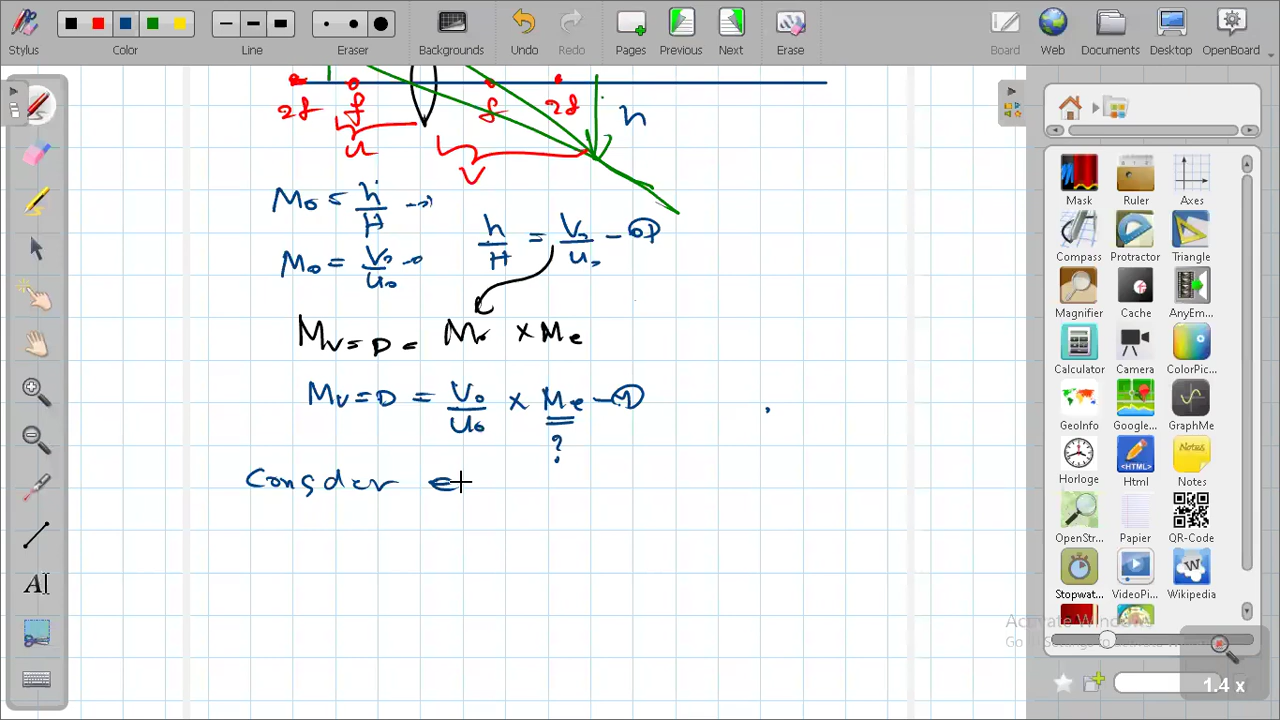 Stylus Color Line Eraser Backgrounds Undo Redo Pages Previous Next Erase Board Web Documents Desktop OpenBoard
2f f f 2f h
u V
Mo = h/H
h/H = Vo/uo
Mo = Vo/uo
Mv=D = Mo × Me
Mv=D = Vo/uo × Me - ①
?
Consder e
Mask Ruler Axes
Compass Protractor Triangle
Magnifier Cache AnyEm...
Calculator Camera ColorPic...
GeoInfo Google... GraphMe
Horloge Html Notes
OpenStr... Papier QR-Code
Stopwat... VideoPi... Wikipedia
Activate Windows
1.4 x